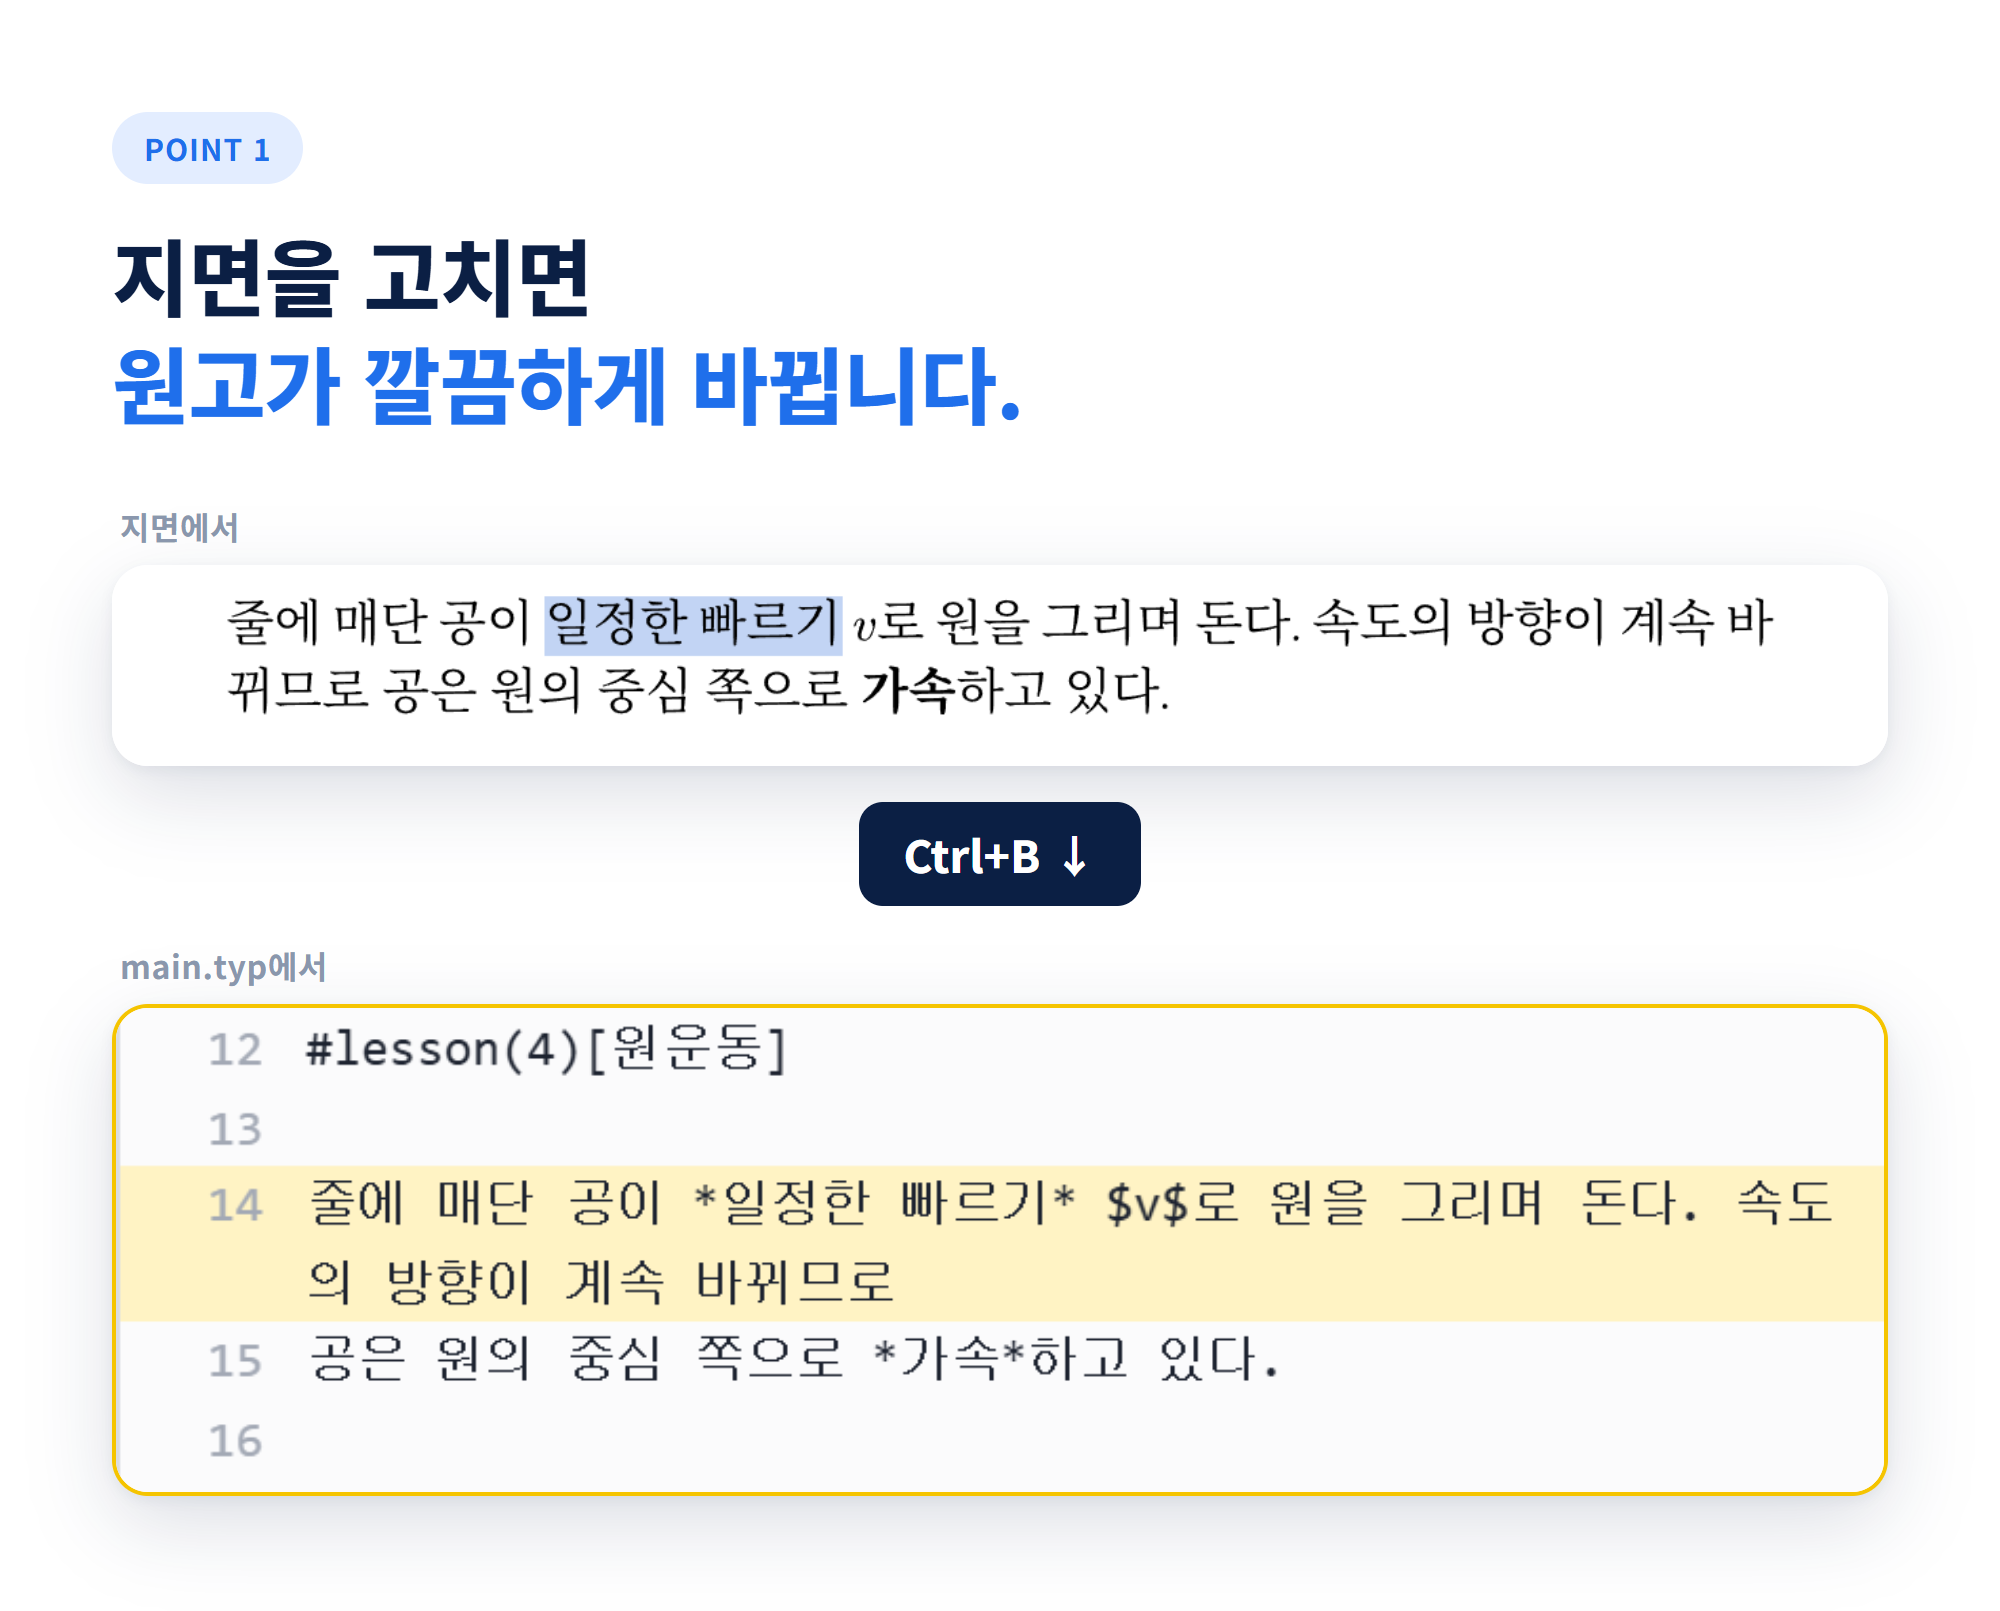 POINT 1
지면을 고치면
원고가 깔끔하게 바뀝니다.
지면에서
줄에 매단 공이 일정한 빠르기 v로 원을 그리며 돈다. 속도의 방향이 계속 바
뀌므로 공은 원의 중심 쪽으로 가속하고 있다.
Ctrl+B ↓
main.typ에서
12 #lesson(4)[원운동]
13
14 줄에 매단 공이 *일정한 빠르기* $v$로 원을 그리며 돈다. 속도
의 방향이 계속 바뀌므로
15 공은 원의 중심 쪽으로 *가속*하고 있다.
16